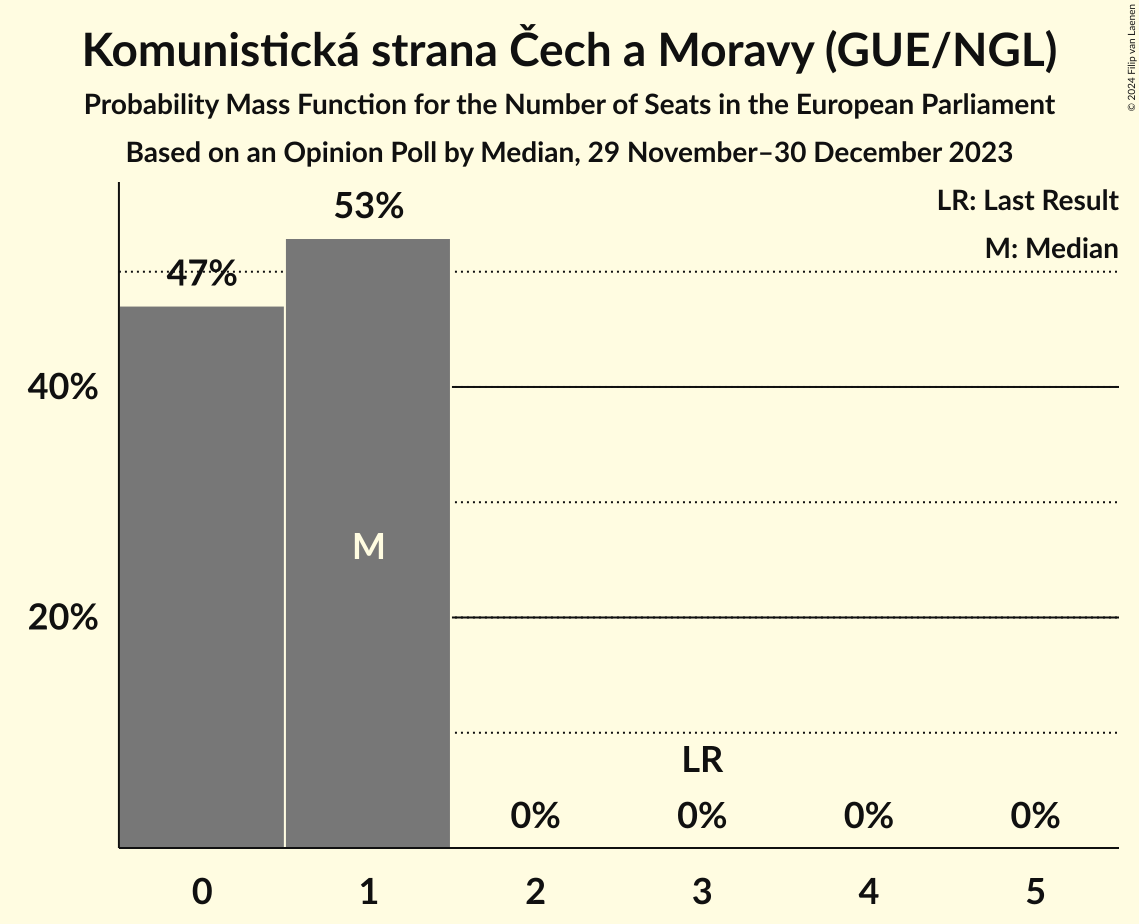 Komunistická strana Čech a Moravy (GUE/NGL)
Probability Mass Function for the Number of Seats in the European Parliament
Based on an Opinion Poll by Median, 29 November–30 December 2023
© 2024 Filip van Laenen
LR: Last Result
M: Median
53%
47%
40%
M
20%
LR
0% 0% 0% 0%
0 1 2 3 4 5